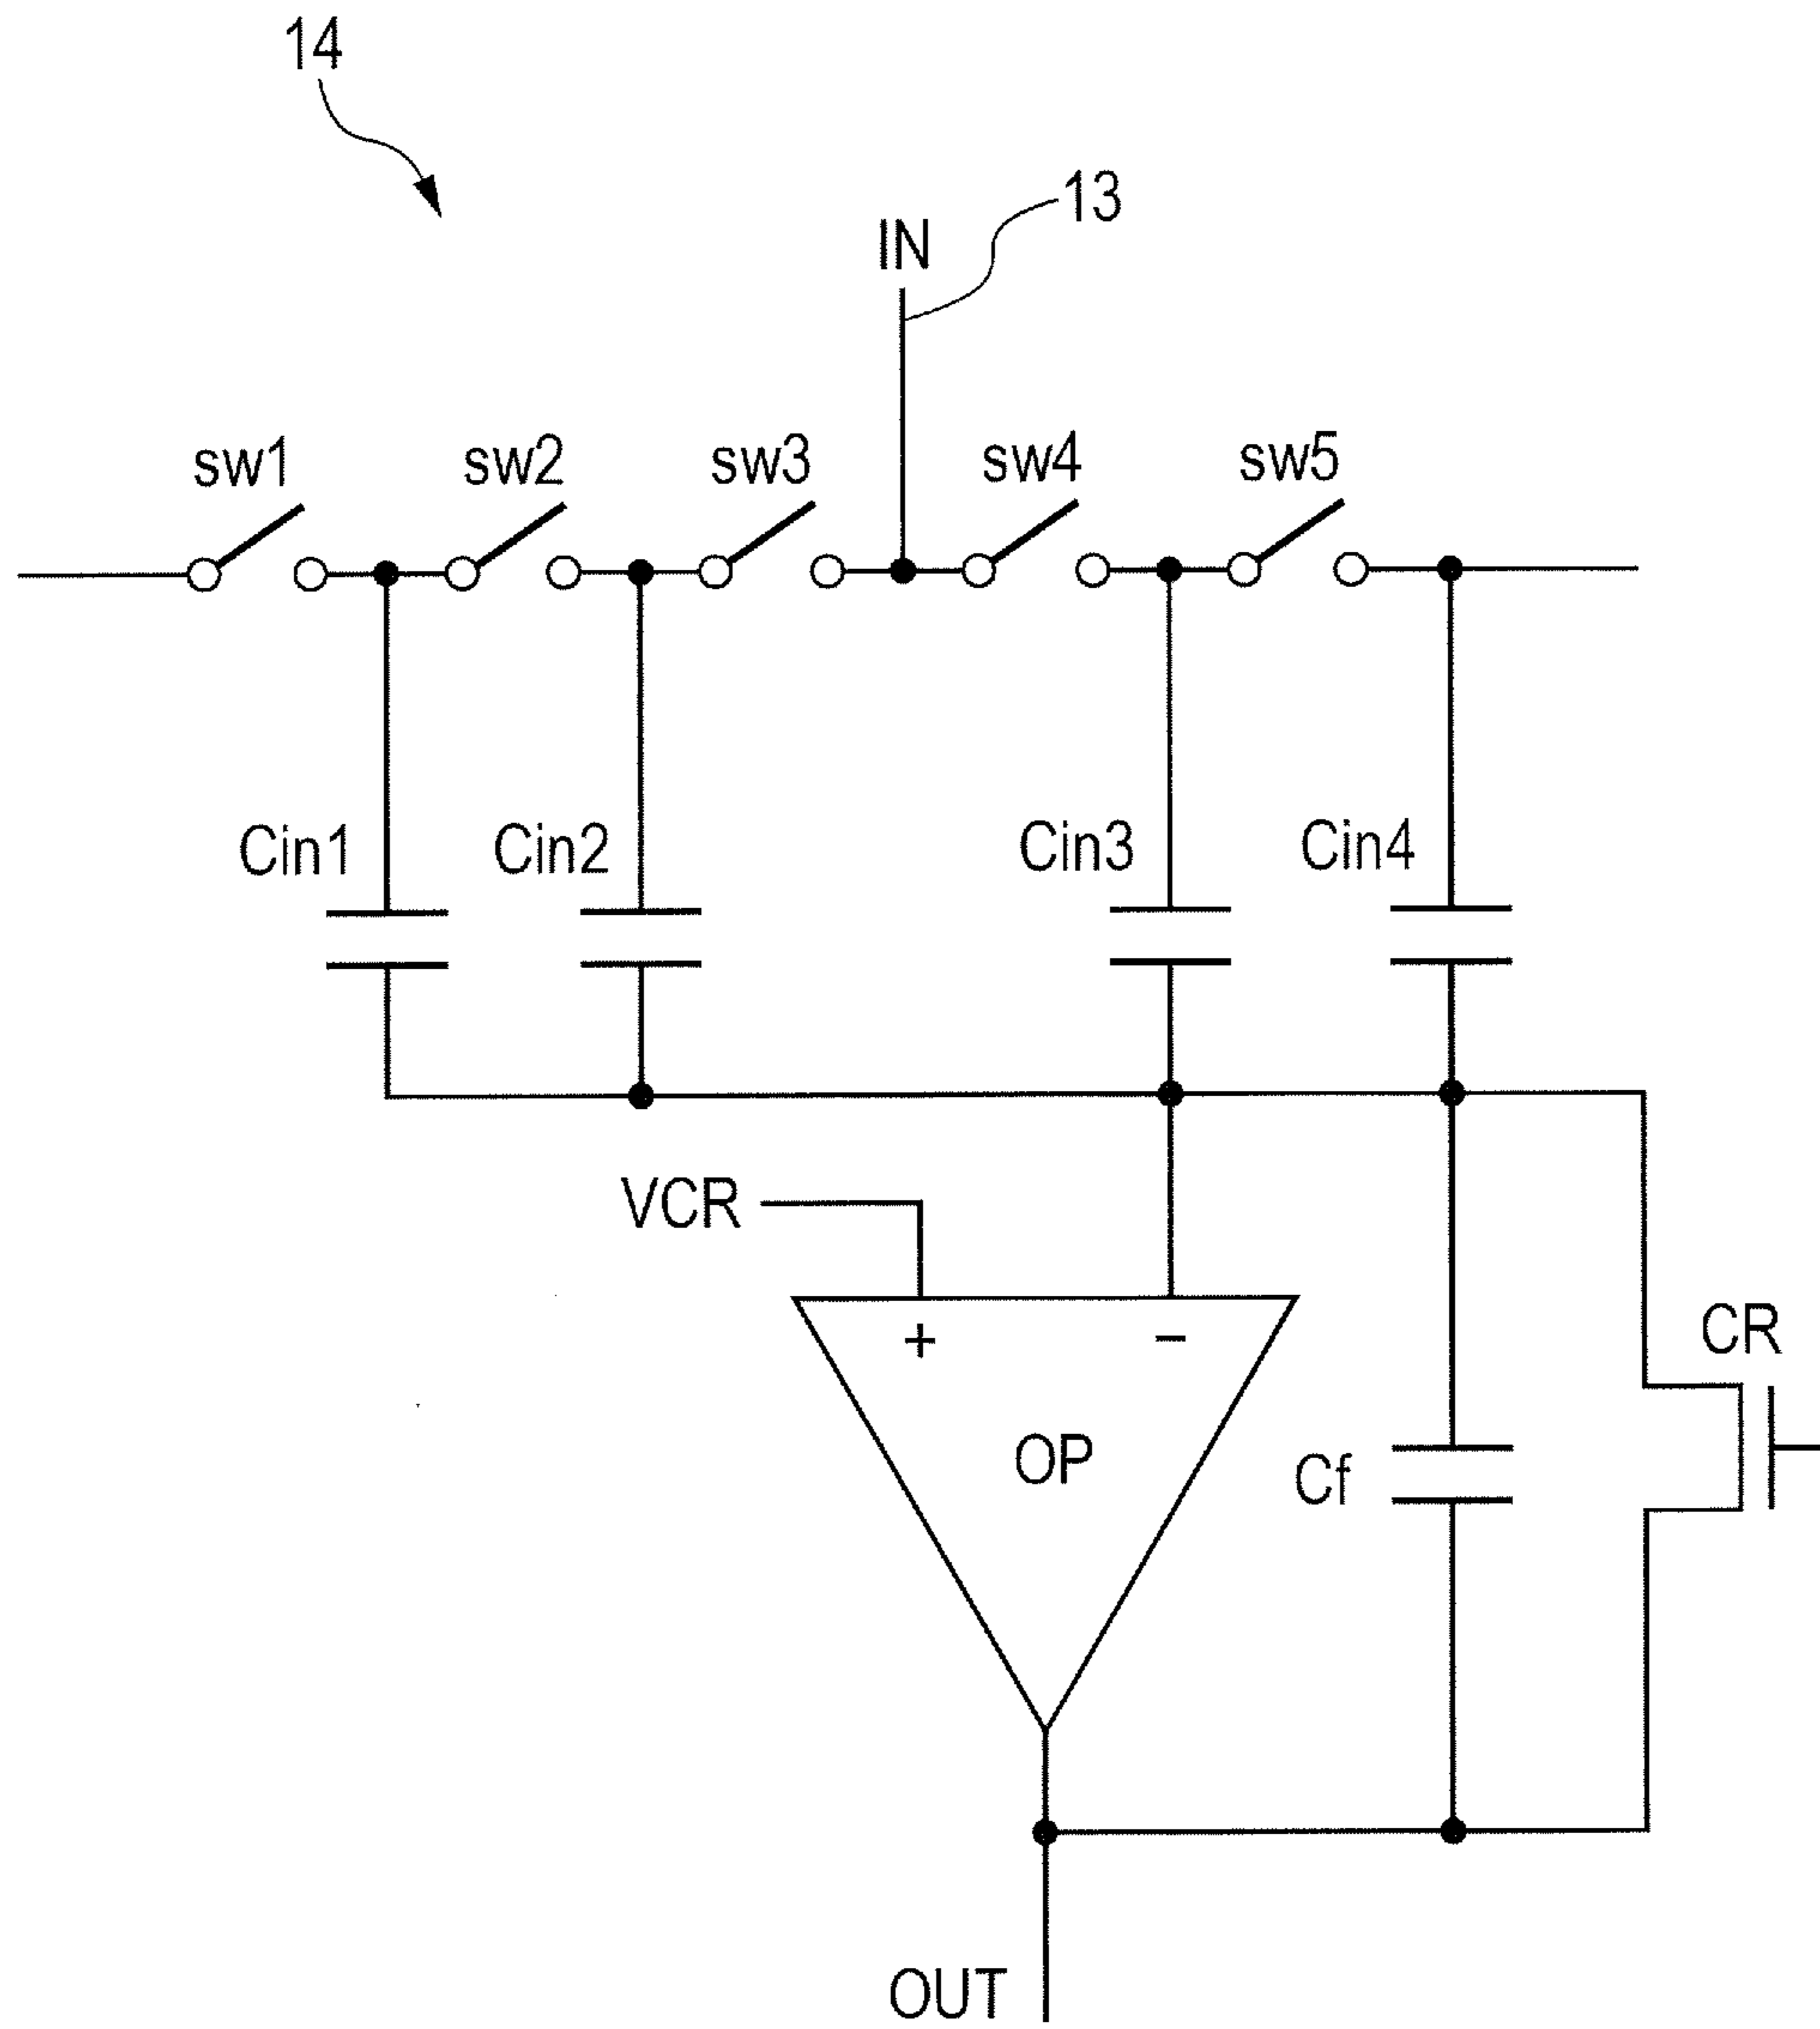 14
13
IN
sw1 sw2 sw3 sw4 sw5
Cin1 Cin2 Cin3 Cin4
VCR
+ −
CR
OP
Cf
OUT